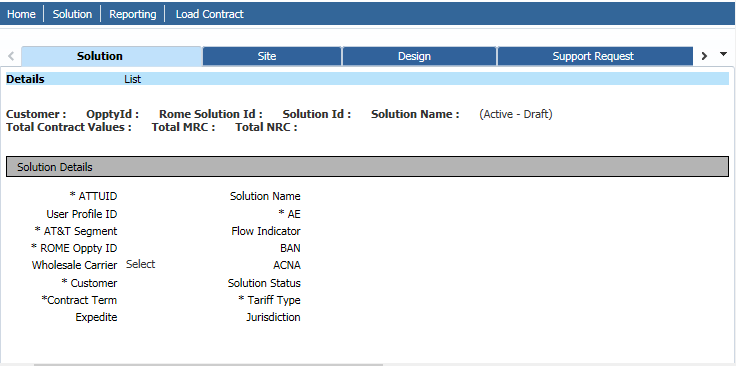 Home Solution Reporting Load Contract
Solution Site Design Support Request
Details List
Customer : OpptyId : Rome Solution Id : Solution Id : Solution Name : (Active - Draft)
Total Contract Values : Total MRC : Total NRC :
Solution Details
* ATTUID Solution Name
User Profile ID * AE
* AT&T Segment Flow Indicator
* ROME Oppty ID BAN
Wholesale Carrier Select ACNA
* Customer Solution Status
*Contract Term * Tariff Type
Expedite Jurisdiction